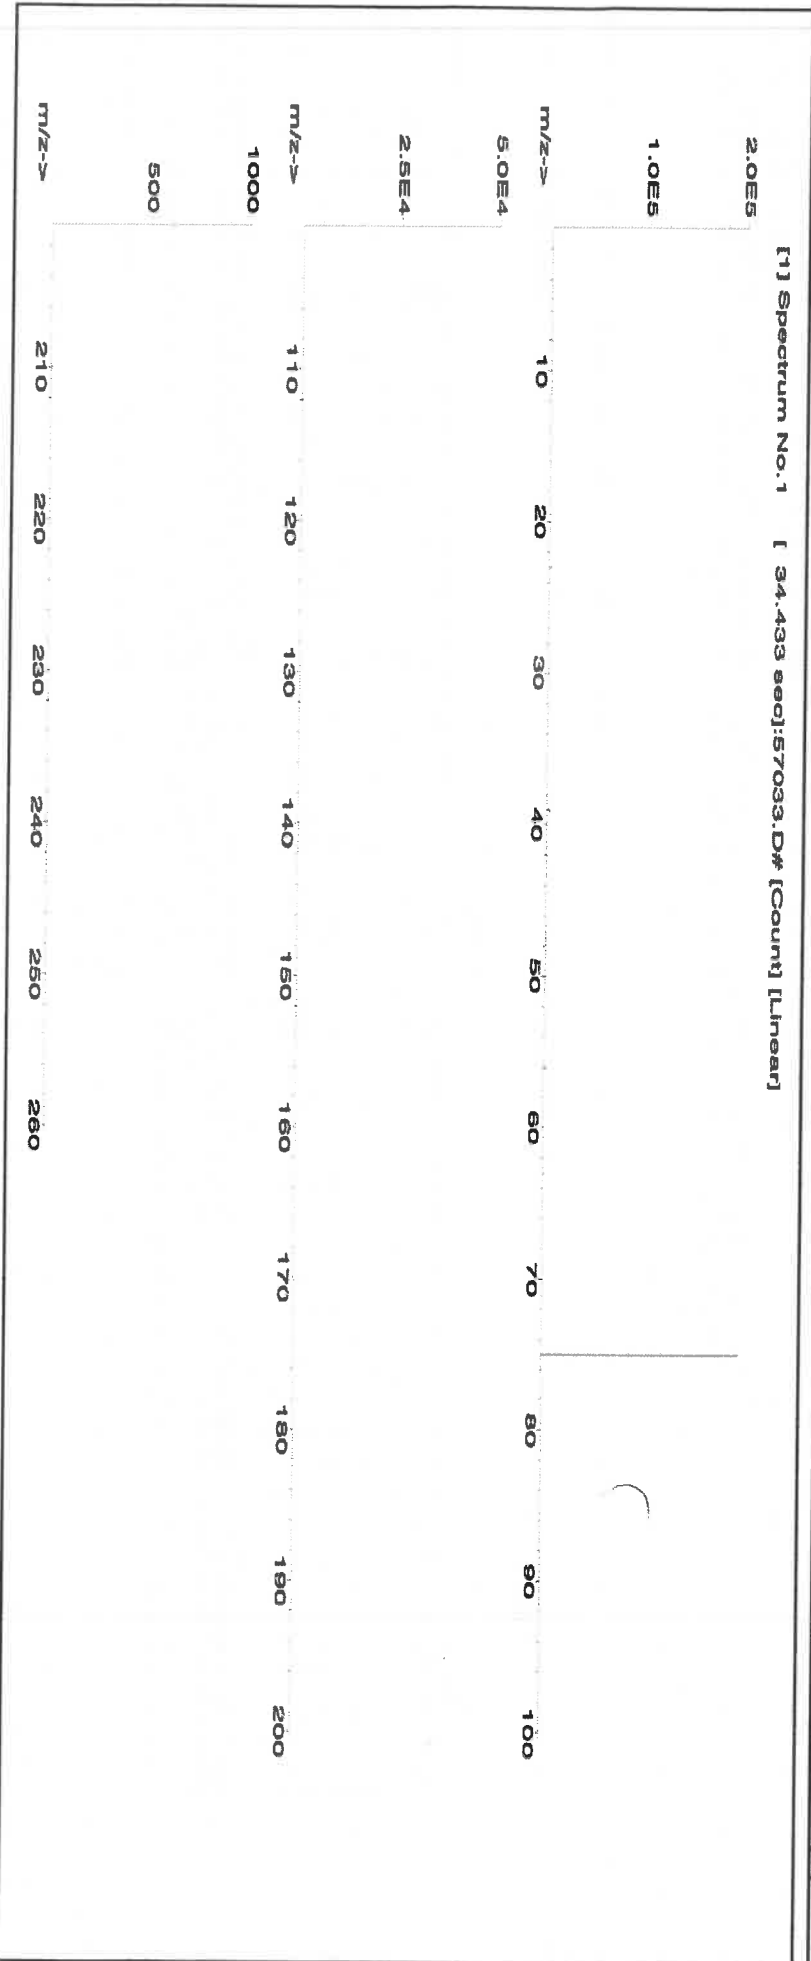 [1] Spectrum No.1 [ 34.433 sec]:57033.D# [Count] [Linear]
2.0E5
1.0E5
m/z-> 10 20 30 40 50 60 70 80 90 100
5.0E4
2.5E4
m/z-> 110 120 130 140 150 160 170 180 190 200
1000
500
m/z-> 210 220 230 240 250 260